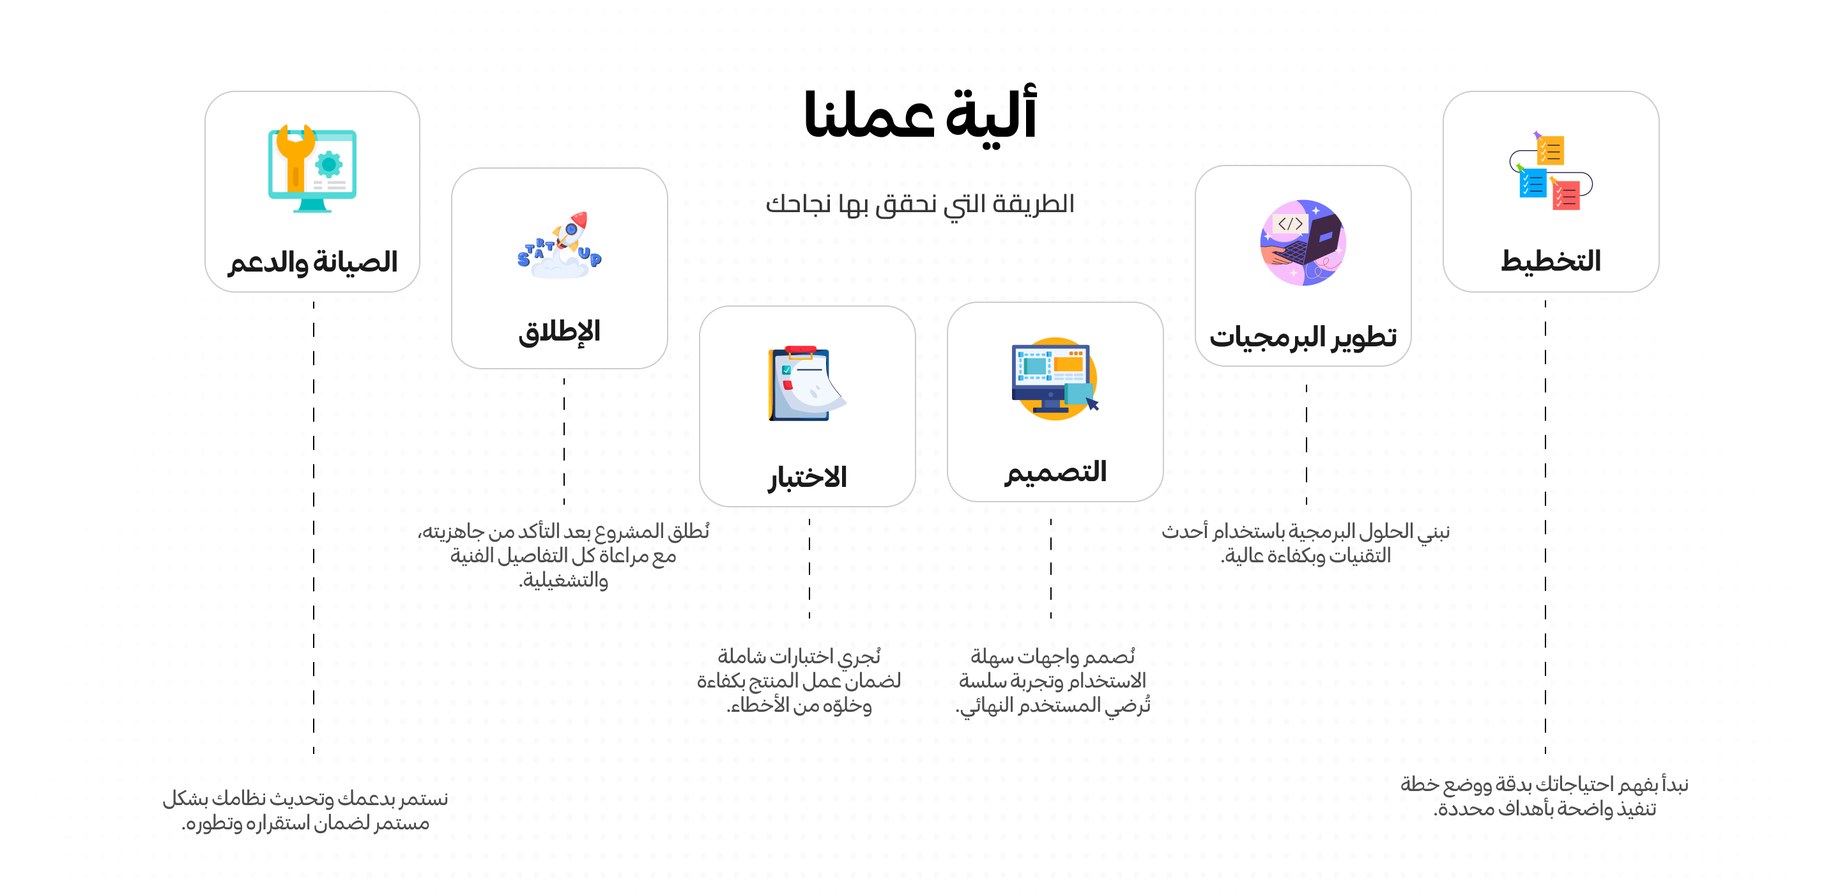 ألية عملنا
الطريقة التي نحقق بها نجاحك
التخطيط
نبدأ بفهم احتياجاتك بدقة ووضع خطة
تنفيذ واضحة بأهداف محددة.
</>
تطوير البرمجيات
نبني الحلول البرمجية باستخدام أحدث
التقنيات وبكفاءة عالية.
التصميم
نُصمم واجهات سهلة
الاستخدام وتجربة سلسة
تُرضي المستخدم النهائي.
الاختبار
نُجري اختبارات شاملة
لضمان عمل المنتج بكفاءة
وخلوّه من الأخطاء.
START UP
الإطلاق
نُطلق المشروع بعد التأكد من جاهزيته،
مع مراعاة كل التفاصيل الفنية
والتشغيلية.
الصيانة والدعم
نستمر بدعمك وتحديث نظامك بشكل
مستمر لضمان استقراره وتطوره.